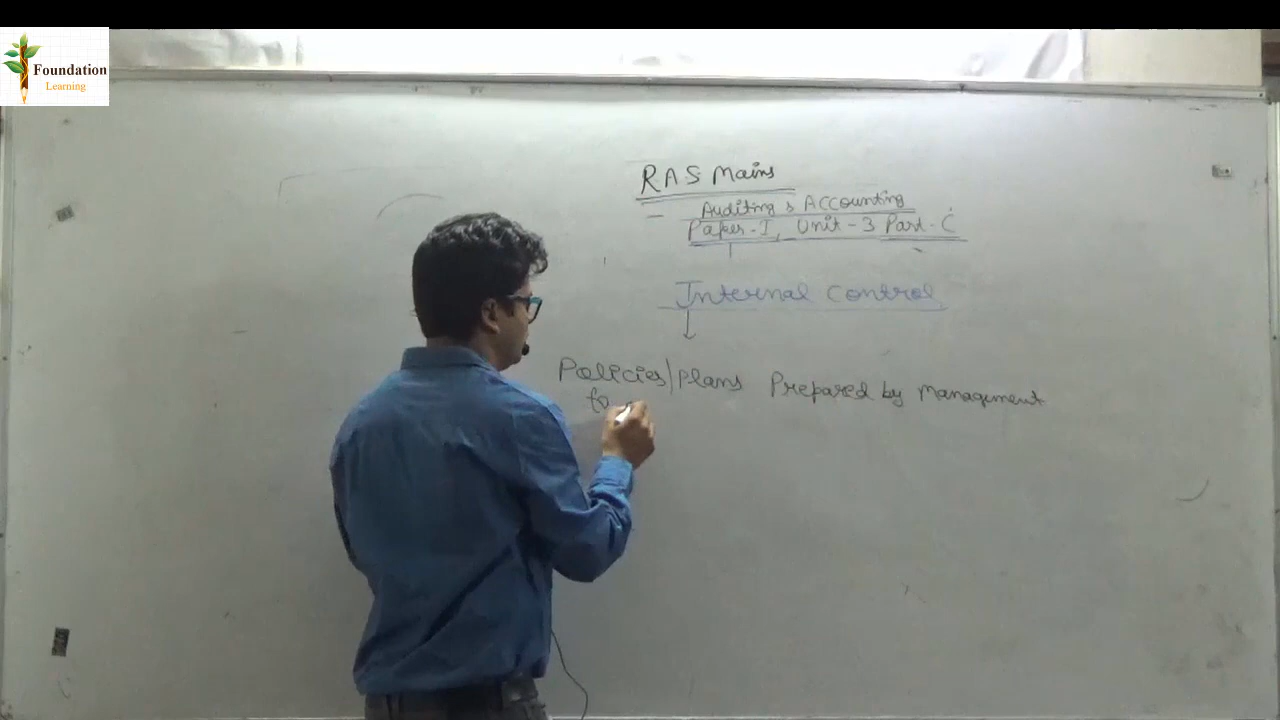 Foundation
Learning
RAS Mains
- Auditing & Accounting
Paper-I, Unit-3 Part-C
Internal Control
Policies/Plans Prepared by Management